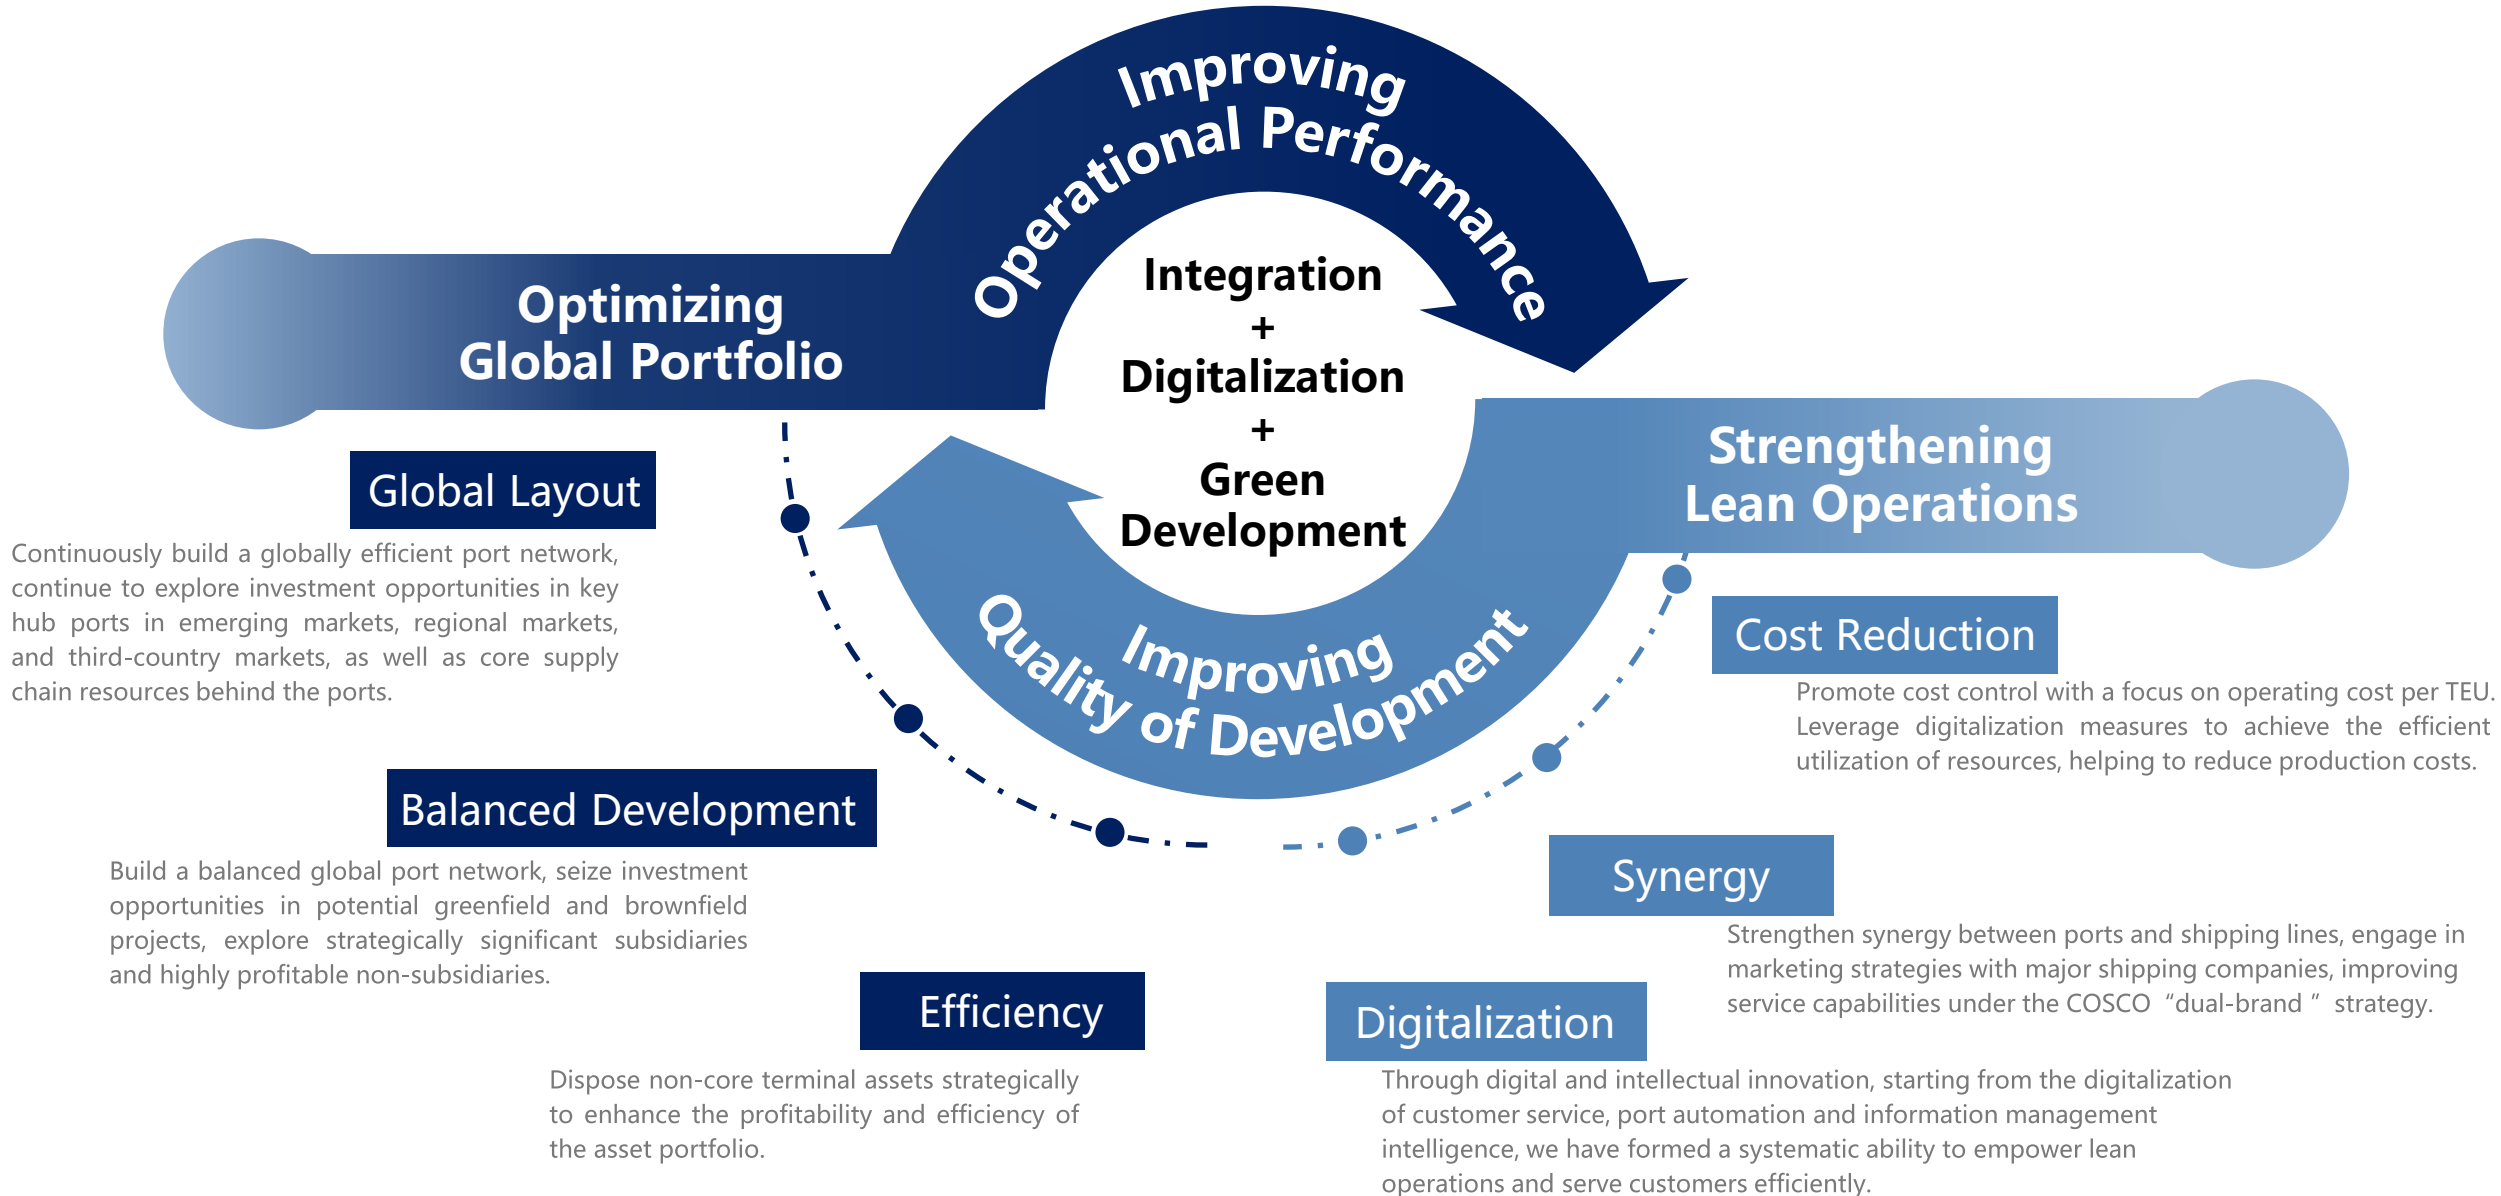 Improving
Operational Performance
Optimizing
Global Portfolio
Integration
+
Digitalization
+
Green
Development
Strengthening
Lean Operations
Improving
Quality of Development
Global Layout
Continuously build a globally efficient port network,
continue to explore investment opportunities in key
hub ports in emerging markets, regional markets,
and third-country markets, as well as core supply
chain resources behind the ports.
Balanced Development
Build a balanced global port network, seize investment
opportunities in potential greenfield and brownfield
projects, explore strategically significant subsidiaries
and highly profitable non-subsidiaries.
Efficiency
Dispose non-core terminal assets strategically
to enhance the profitability and efficiency of
the asset portfolio.
Cost Reduction
Promote cost control with a focus on operating cost per TEU.
Leverage digitalization measures to achieve the efficient
utilization of resources, helping to reduce production costs.
Synergy
Strengthen synergy between ports and shipping lines, engage in
marketing strategies with major shipping companies, improving
service capabilities under the COSCO “dual-brand ” strategy.
Digitalization
Through digital and intellectual innovation, starting from the digitalization
of customer service, port automation and information management
intelligence, we have formed a systematic ability to empower lean
operations and serve customers efficiently.